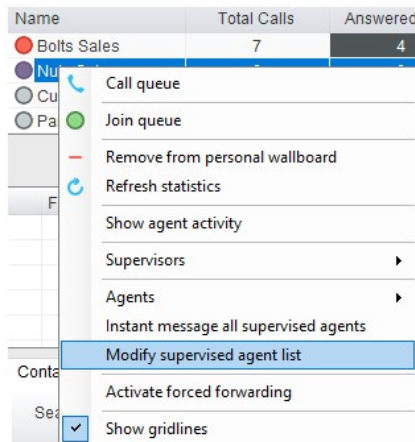 Name Total Calls Answered
Bolts Sales 7 4
Call queue
Join queue
Remove from personal wallboard
Refresh statistics
Show agent activity
Supervisors
Agents
Instant message all supervised agents
Modify supervised agent list
Activate forced forwarding
Show gridlines